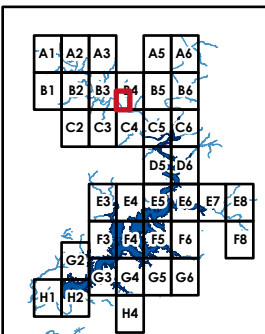 A1 A2 A3 A5 A6
B1 B2 B3 B4 B5 B6
C2 C3 C4 C5 C6
D5 D6
E3 E4 E5 E6 E7 E8
F3 F4 F5 F6 F8
G2
G3 G4 G5 G6
H1 H2
H4